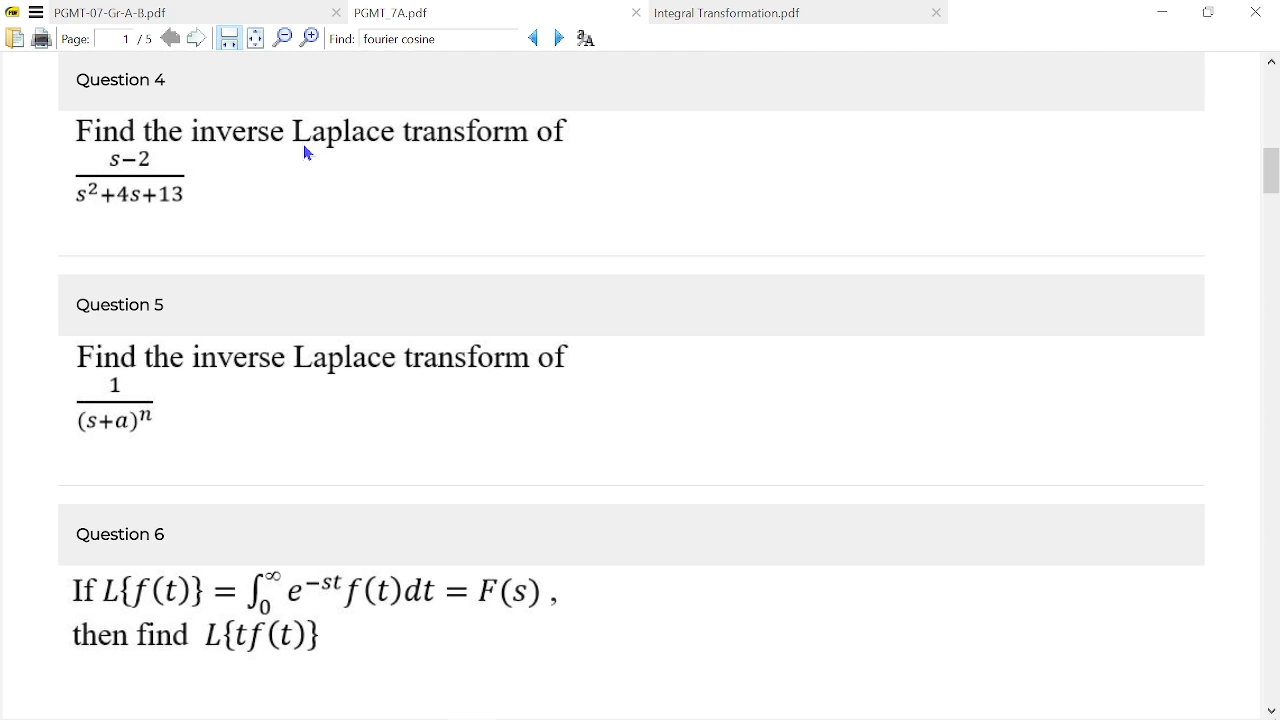 PGMT-07-Gr-A-B.pdf
PGMT_7A.pdf
Integral Transformation.pdf
Page: 1 / 5 Find: fourier cosine
Question 4
Find the inverse Laplace transform of
s−2
s²+4s+13
Question 5
Find the inverse Laplace transform of
1
(s+a)ⁿ
Question 6
If L{f(t)} = ∫₀^∞ e^−st f(t)dt = F(s) ,
then find L{tf(t)}